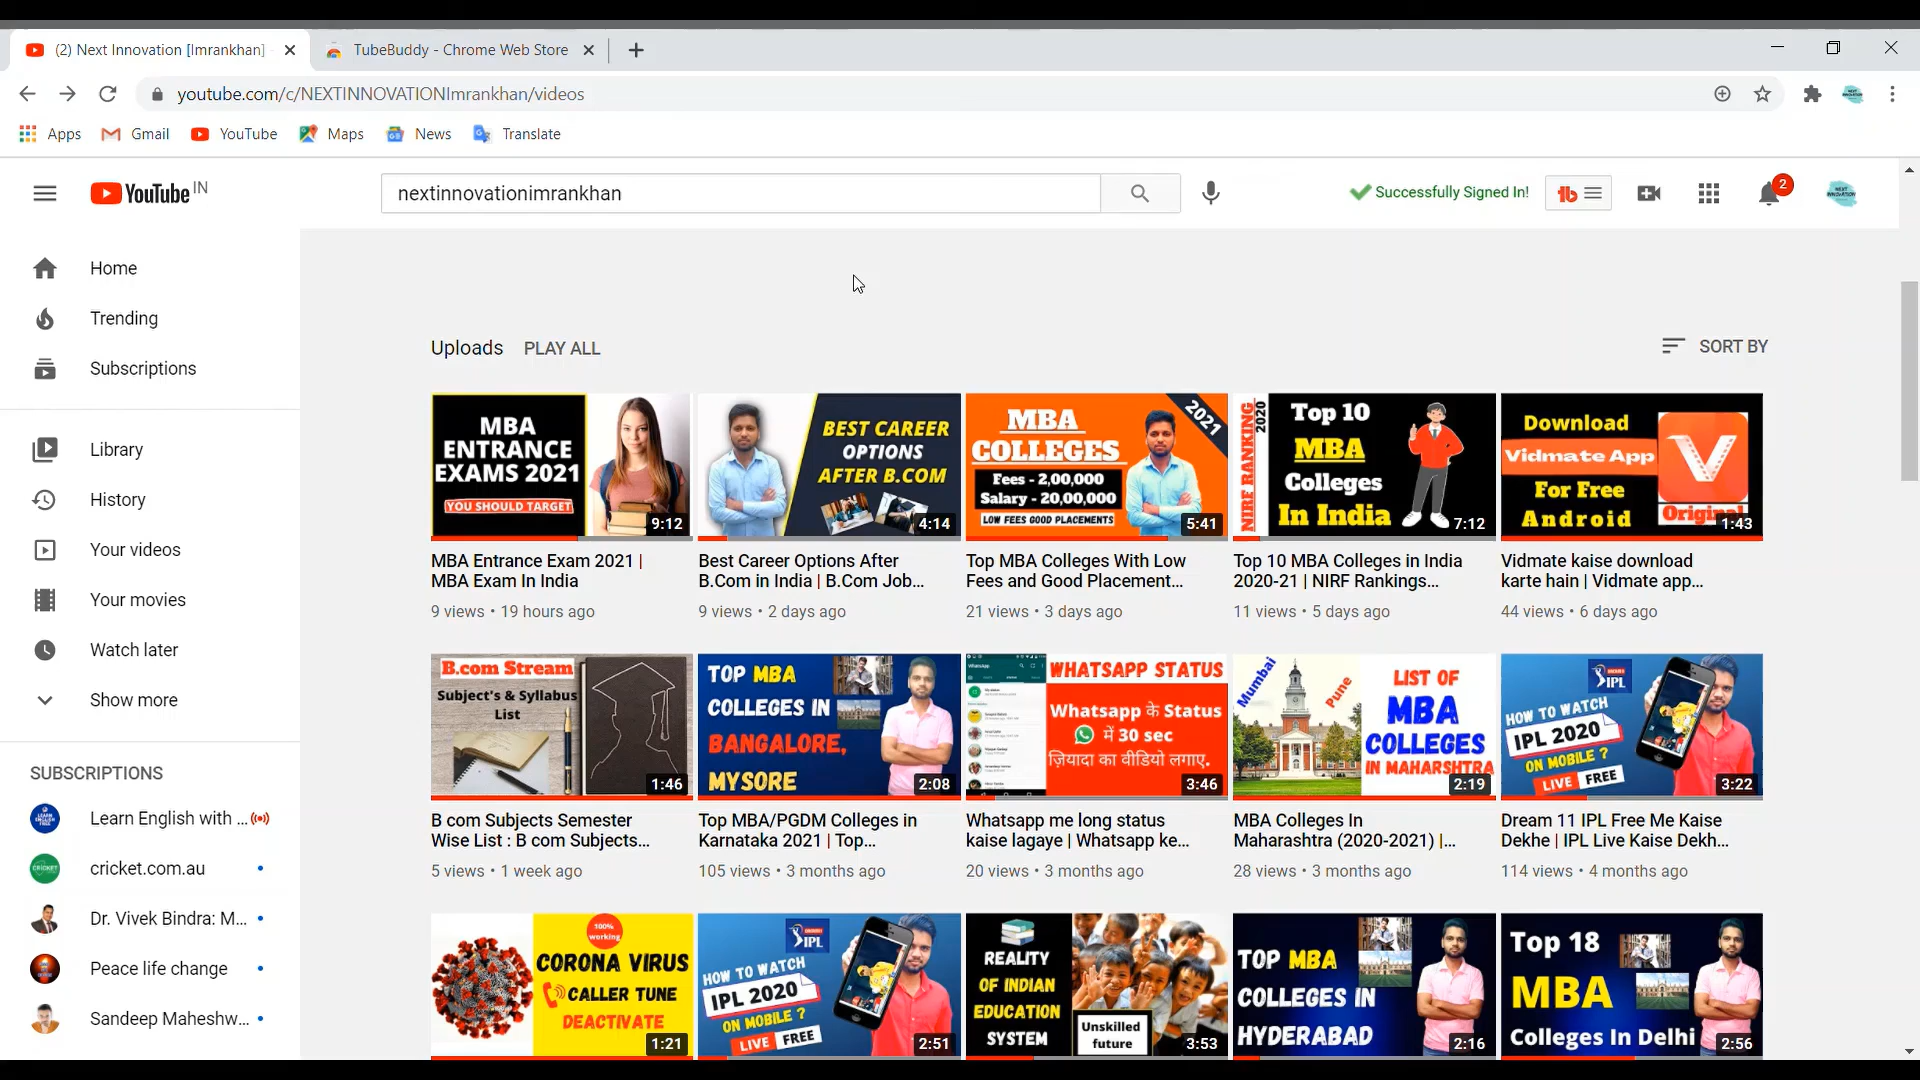 (2) Next Innovation [Imrankhan]
TubeBuddy - Chrome Web Store
youtube.com/c/NEXTINNOVATIONImrankhan/videos
Apps
Gmail
YouTube
Maps
News
Translate
YouTube IN
nextinnovationimrankhan
Successfully Signed In!
2
Home
Trending
Subscriptions
Library
History
Your videos
Your movies
Watch later
Show more
SUBSCRIPTIONS
Learn English with ...
cricket.com.au
Dr. Vivek Bindra: M...
Peace life change
Sandeep Maheshw...
Uploads PLAY ALL
SORT BY
MBA
ENTRANCE
EXAMS 2021
YOU SHOULD TARGET
9:12
MBA Entrance Exam 2021 |
MBA Exam In India
9 views • 19 hours ago
BEST CAREER
OPTIONS
AFTER B.COM
4:14
Best Career Options After
B.Com in India | B.Com Job...
9 views • 2 days ago
MBA
COLLEGES
2021
Fees - 2,00,000
Salary - 20,00,000
LOW FEES GOOD PLACEMENTS
5:41
Top MBA Colleges With Low
Fees and Good Placement...
21 views • 3 days ago
NIRF RANKING
2020
Top 10
MBA
Colleges
In India
7:12
Top 10 MBA Colleges in India
2020-21 | NIRF Rankings...
11 views • 5 days ago
Download
Vidmate App
For Free
Android
Original
1:43
Vidmate kaise download
karte hain | Vidmate app...
44 views • 6 days ago
B.com Stream
Subject's & Syllabus
List
1:46
B com Subjects Semester
Wise List : B com Subjects...
5 views • 1 week ago
TOP MBA
COLLEGES IN
BANGALORE,
MYSORE
2:08
Top MBA/PGDM Colleges in
Karnataka 2021 | Top...
105 views • 3 months ago
WHATSAPP STATUS
Whatsapp के Status
में 30 sec
ज़ियादा का वीडियो लगाए.
3:46
Whatsapp me long status
kaise lagaye | Whatsapp ke...
20 views • 3 months ago
Mumbai
Pune
LIST OF
MBA
COLLEGES
IN MAHARSHTRA
2:19
MBA Colleges In
Maharashtra (2020-2021) |...
28 views • 3 months ago
IPL
HOW TO WATCH
IPL 2020
ON MOBILE ?
LIVE FREE
3:22
Dream 11 IPL Free Me Kaise
Dekhe | IPL Live Kaise Dekh...
114 views • 4 months ago
100%
working
CORONA VIRUS
CALLER TUNE
DEACTIVATE
1:21
IPL
HOW TO WATCH
IPL 2020
ON MOBILE ?
LIVE FREE
2:51
REALITY
OF INDIAN
EDUCATION
SYSTEM
Unskilled
future
3:53
TOP MBA
COLLEGES IN
HYDERABAD
2:16
Top 18
MBA
Colleges In Delhi
2:56